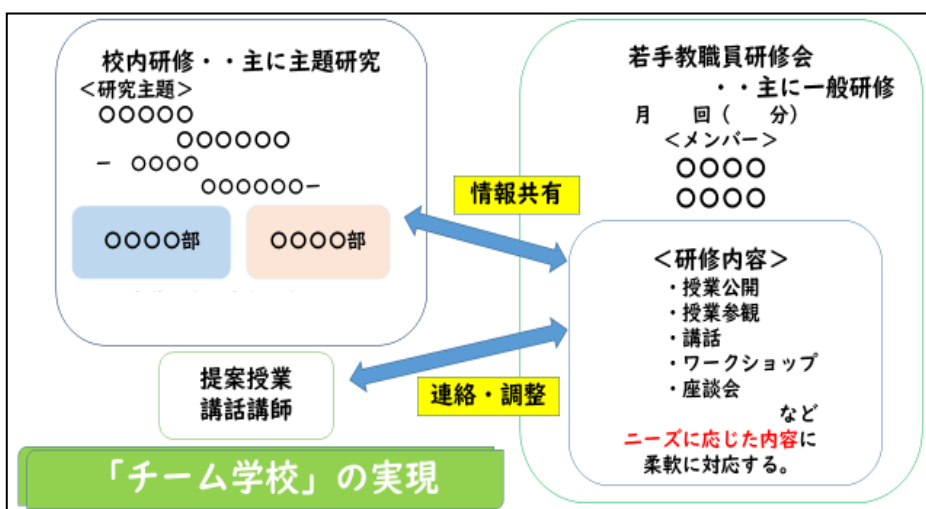 校内研修・・主に主題研究
＜研究主題＞
〇〇〇〇〇
〇〇〇〇〇〇
－　〇〇〇〇
〇〇〇〇〇〇－
〇〇〇〇部
〇〇〇〇部
提案授業
講話講師
「チーム学校」の実現
情報共有
連絡・調整
若手教職員研修会
・・主に一般研修
月　　回（　　分）
＜メンバー＞
〇〇〇〇
〇〇〇〇
＜研修内容＞
・授業公開
・授業参観
・講話
・ワークショップ
・座談会
など
ニーズに応じた内容に
柔軟に対応する。